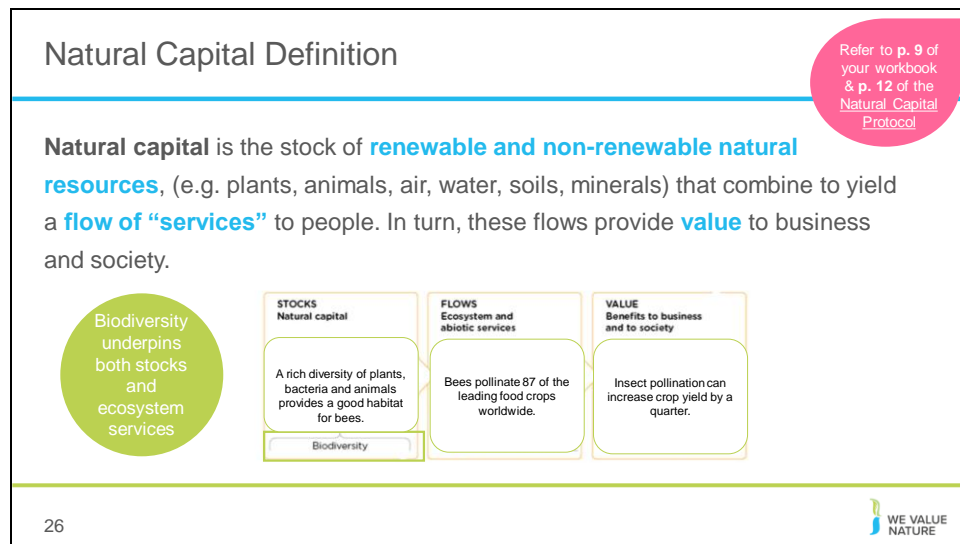 Natural Capital Definition
Refer to p. 9 of
your workbook
& p. 12 of the
Natural Capital
Protocol
Natural capital is the stock of renewable and non-renewable natural
resources, (e.g. plants, animals, air, water, soils, minerals) that combine to yield
a flow of “services” to people. In turn, these flows provide value to business
and society.
Biodiversity
underpins
both stocks
and
ecosystem
services
STOCKS
Natural capital
A rich diversity of plants,
bacteria and animals
provides a good habitat
for bees.
Biodiversity
FLOWS
Ecosystem and
abiotic services
Bees pollinate 87 of the
leading food crops
worldwide.
VALUE
Benefits to business
and to society
Insect pollination can
increase crop yield by a
quarter.
26
WE VALUE
NATURE